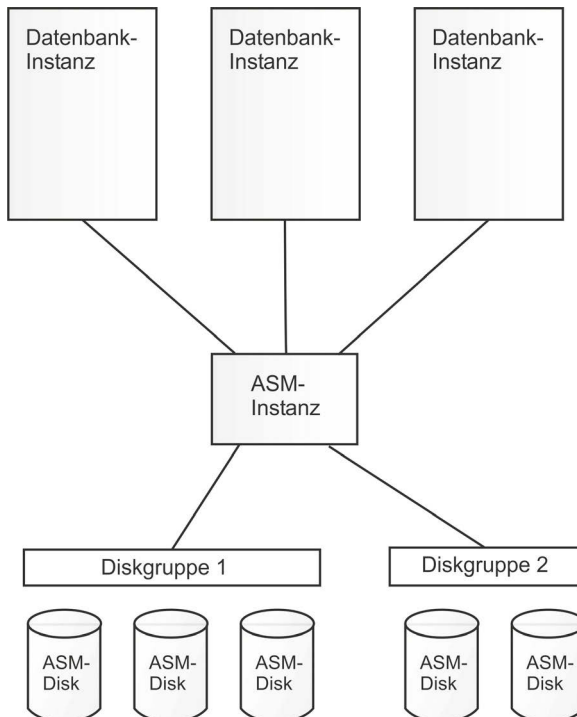 Datenbank-
Instanz
Datenbank-
Instanz
Datenbank-
Instanz
ASM-
Instanz
Diskgruppe 1
Diskgruppe 2
ASM-
Disk
ASM-
Disk
ASM-
Disk
ASM-
Disk
ASM-
Disk